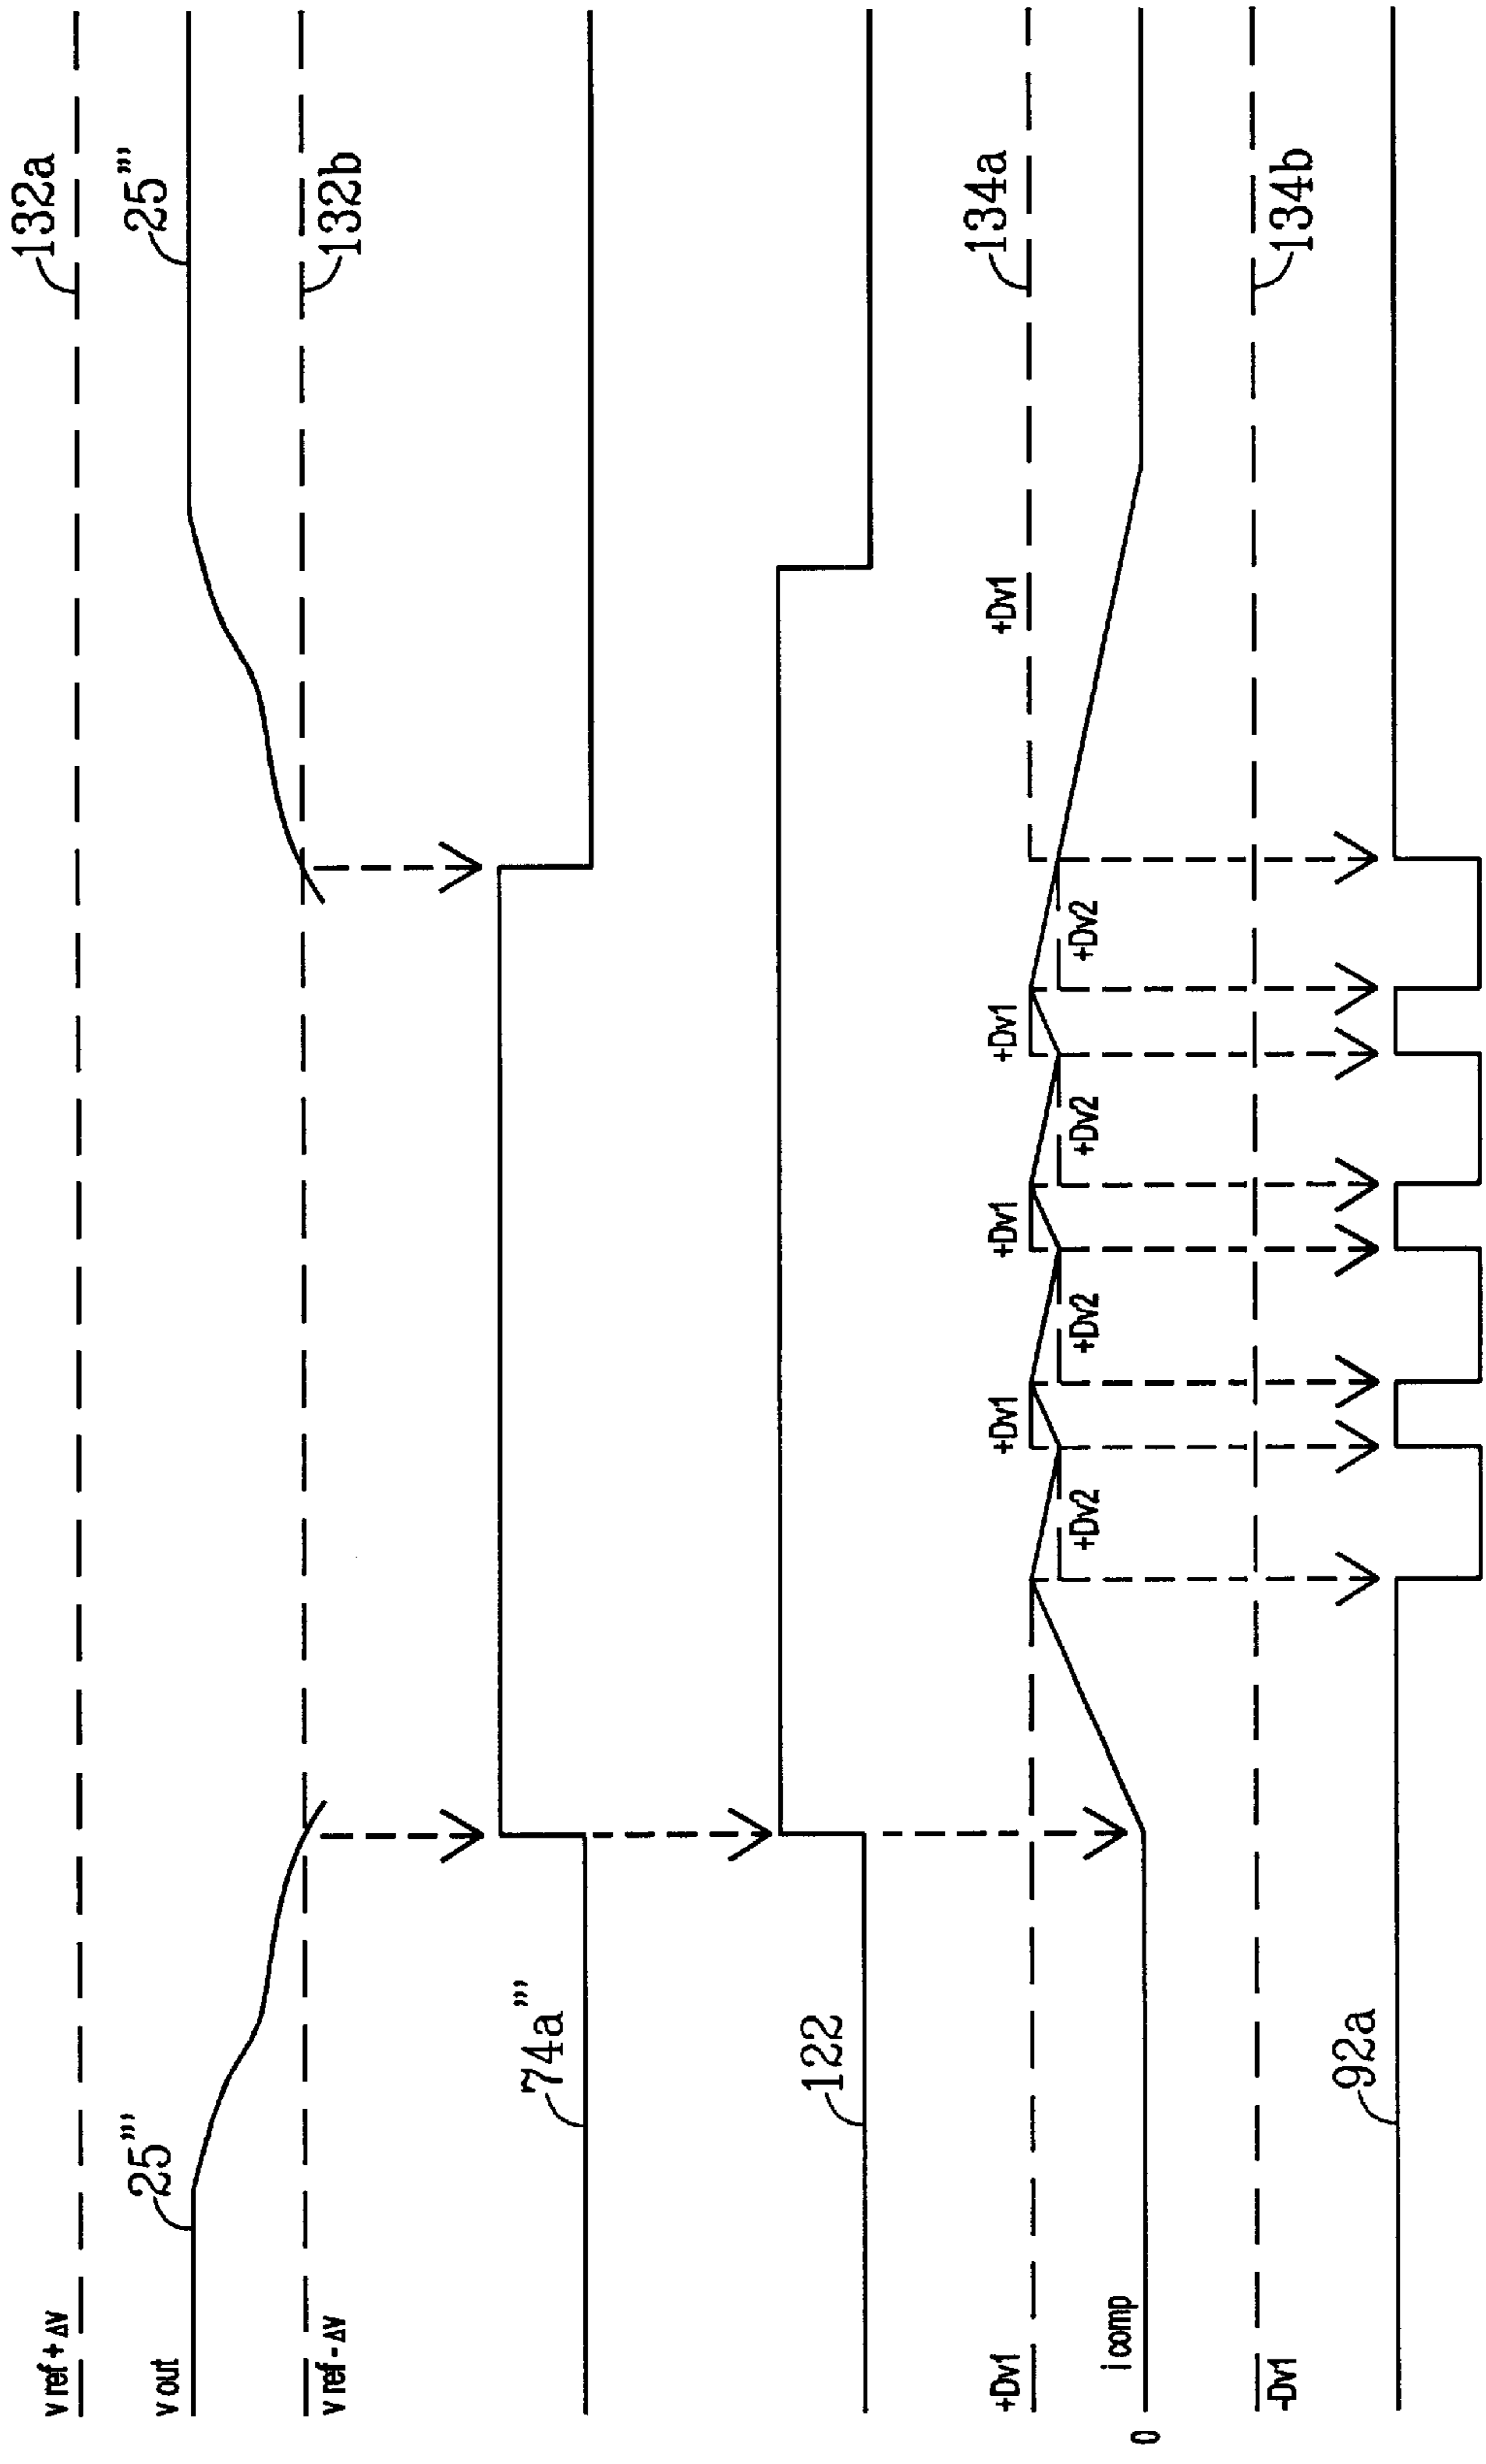 v ref + Δv
132a
v out
25'''
25'''
v ref - Δv
132b
74a'''
122
+Dv1
+Dv1
+Dv1
+Dv1
+Dv1
134a
+Dv2
+Dv2
+Dv2
+Dv2
i comp
0
-Dv1
134b
92a